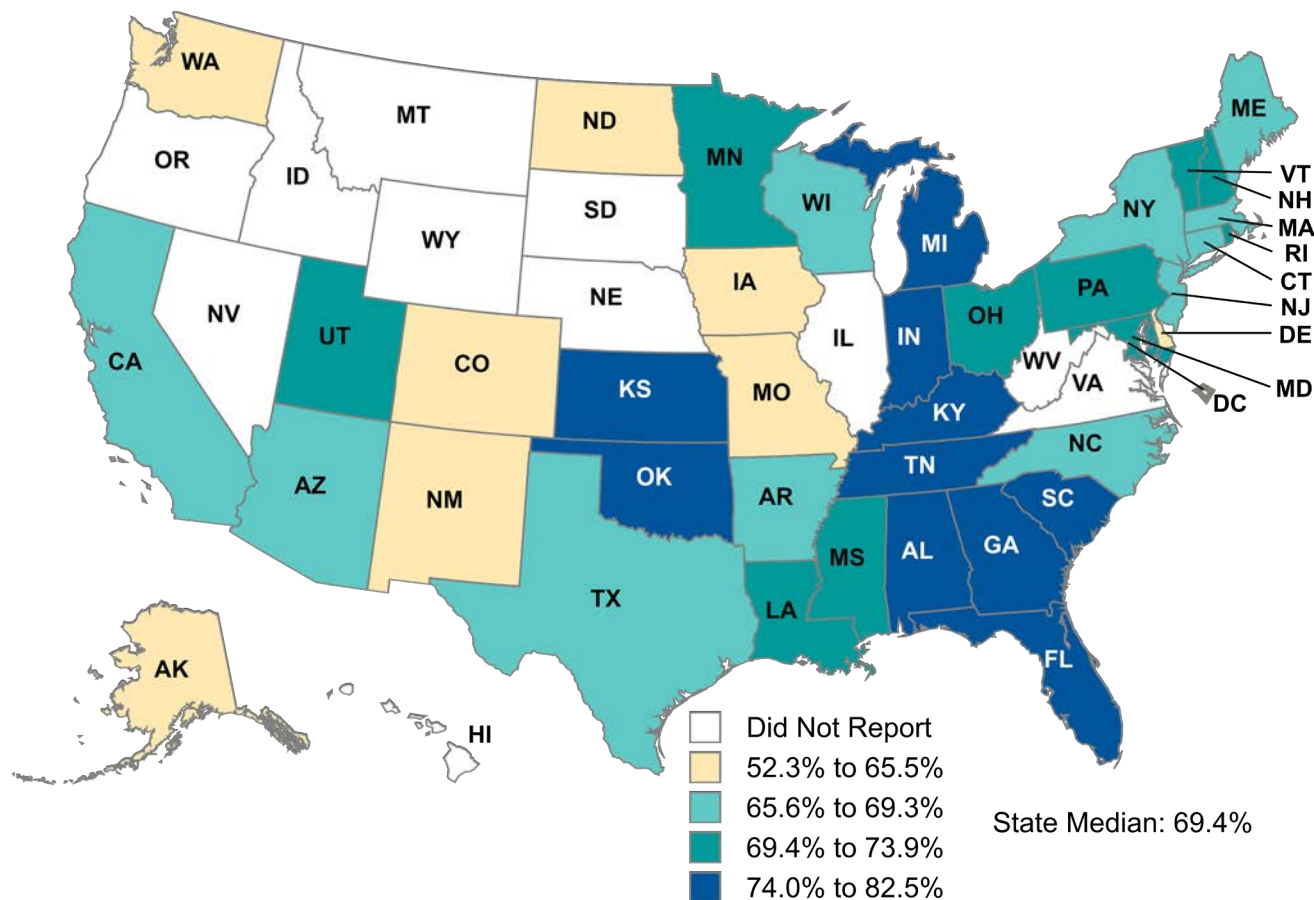 WA
MT
ND
MN
ME
OR
ID
SD
WI
NY
VT
NH
MA
RI
CT
NJ
DE
MD
DC
WY
MI
IA
NE
PA
NV
UT
CO
IL
IN
OH
WV
VA
CA
KS
MO
KY
NC
AZ
NM
OK
AR
TN
SC
TX
LA
MS
AL
GA
FL
AK
HI
Did Not Report
52.3% to 65.5%
65.6% to 69.3%
69.4% to 73.9%
74.0% to 82.5%
State Median: 69.4%